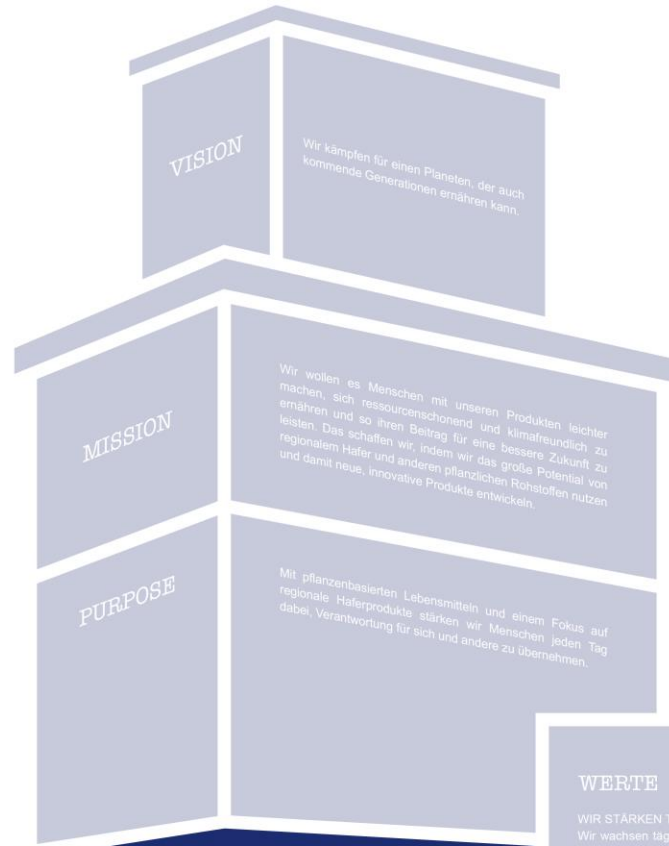 VISION
Wir kämpfen für einen Planeten, der auch
kommende Generationen ernähren kann.
MISSION
Wir wollen es Menschen mit unseren Produkten leichter
machen, sich ressourcenschonend und klimafreundlich zu
ernähren und so ihren Beitrag für eine bessere Zukunft zu
leisten. Das schaffen wir, indem wir das große Potential von
regionalem Hafer und anderen pflanzlichen Rohstoffen nutzen
und damit neue, innovative Produkte entwickeln.
PURPOSE
Mit pflanzenbasierten Lebensmitteln und einem Fokus auf
regionale Haferprodukte stärken wir Menschen jeden Tag
dabei, Verantwortung für sich und andere zu übernehmen.
WERTE
WIR STÄRKEN
Wir wachsen